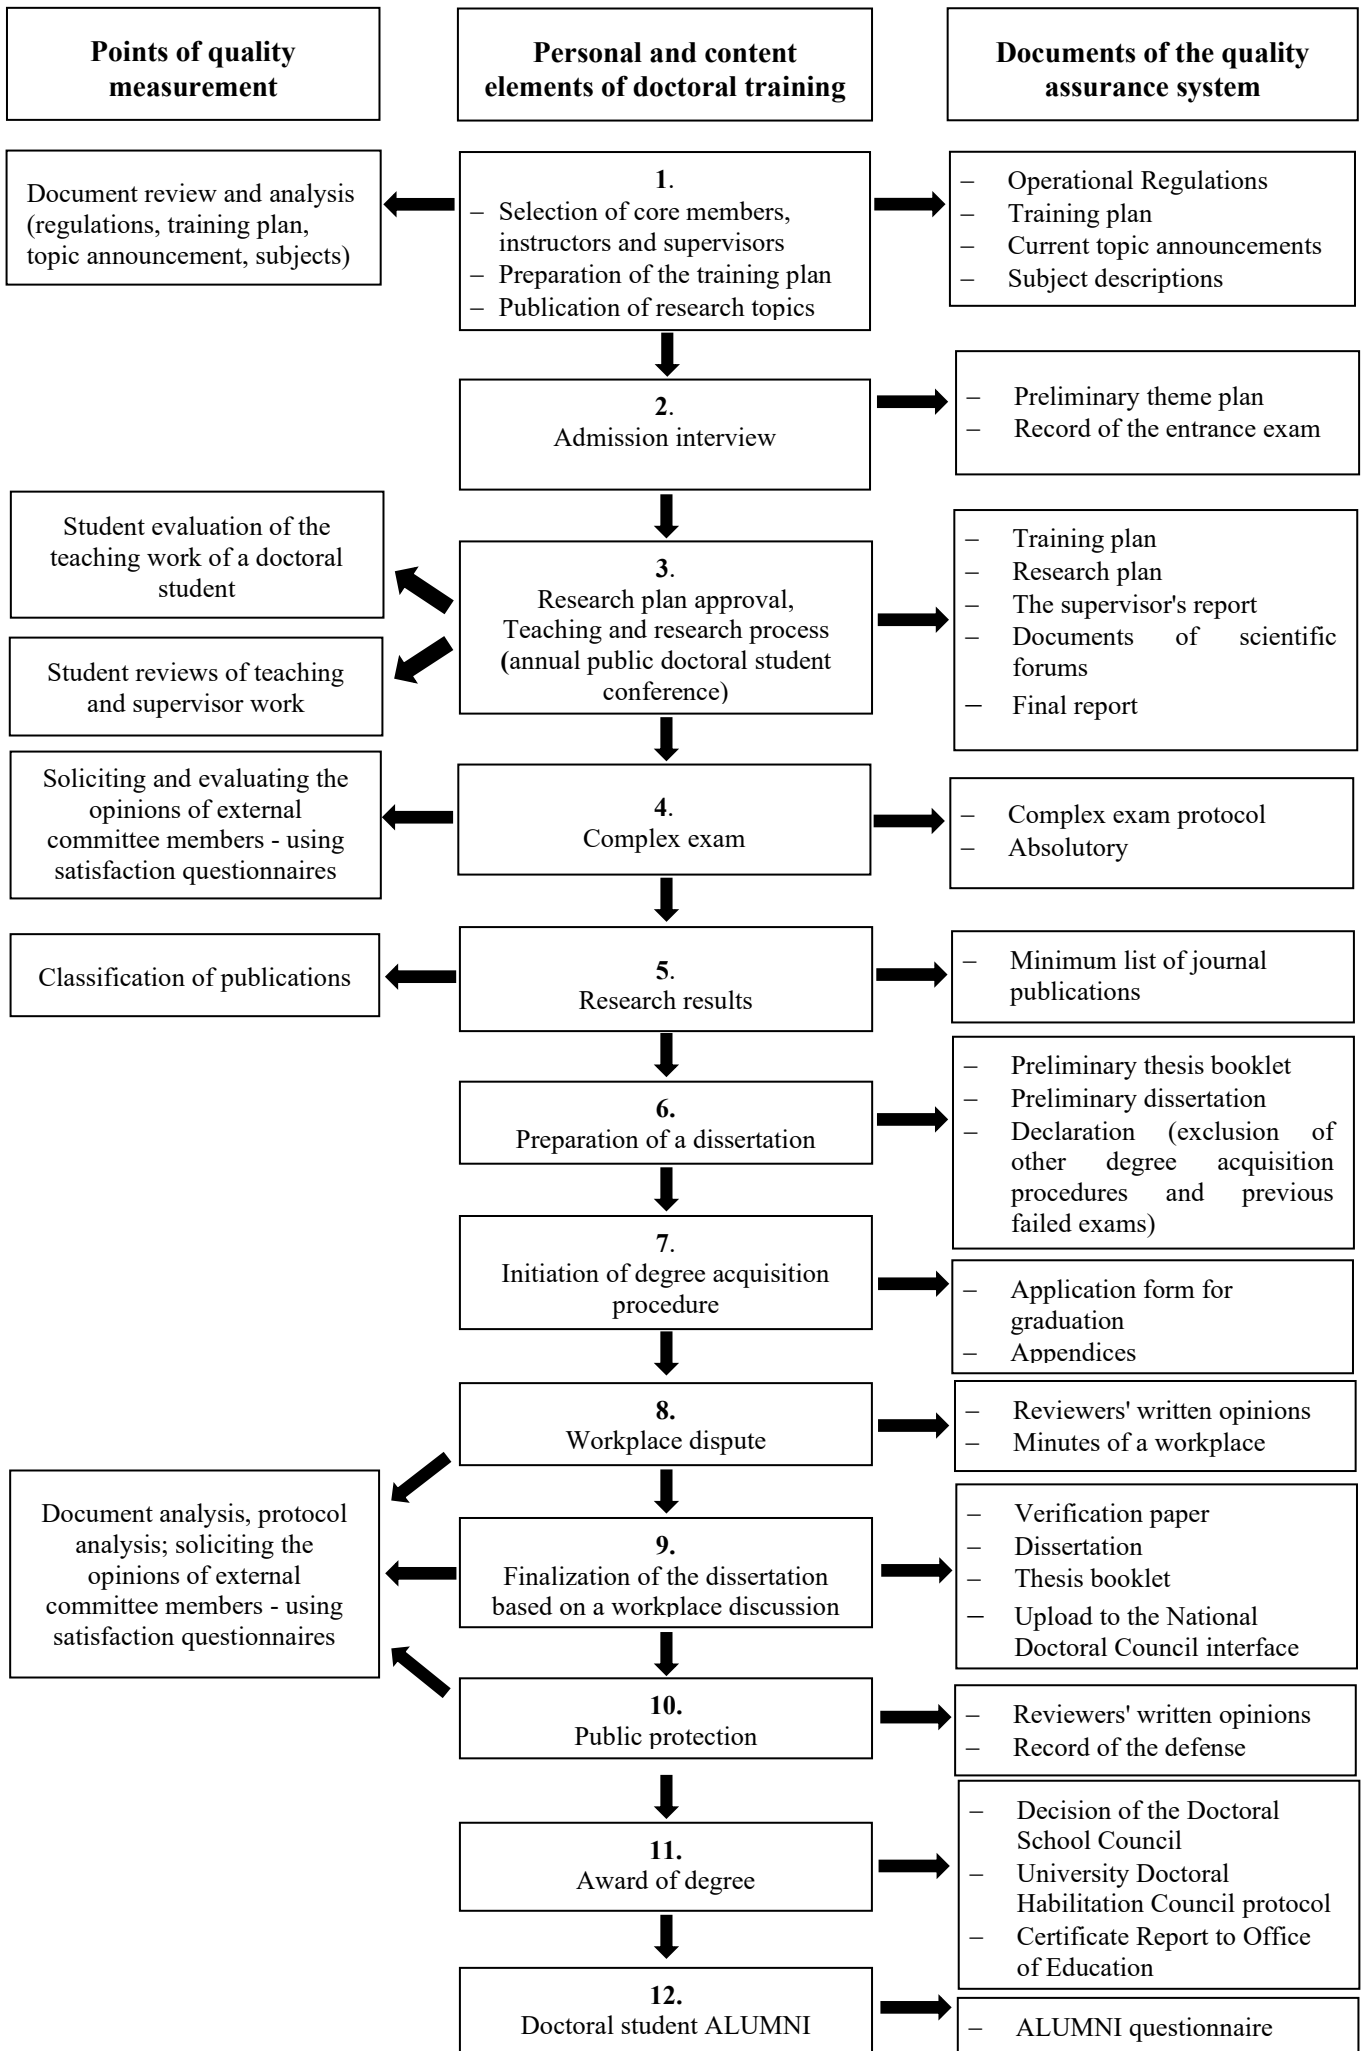 Points of quality
measurement
Personal and content
elements of doctoral training
Documents of the quality
assurance system
Document review and analysis
(regulations, training plan,
topic announcement, subjects)
1.
– Selection of core members,
instructors and supervisors
– Preparation of the training plan
– Publication of research topics
– Operational Regulations
– Training plan
– Current topic announcements
– Subject descriptions
2.
Admission interview
– Preliminary theme plan
– Record of the entrance exam
Student evaluation of the
teaching work of a doctoral
student
Student reviews of teaching
and supervisor work
3.
Research plan approval,
Teaching and research process
(annual public doctoral student
conference)
– Training plan
– Research plan
– The supervisor's report
– Documents of scientific
forums
– Final report
Soliciting and evaluating the
opinions of external
committee members - using
satisfaction questionnaires
4.
Complex exam
– Complex exam protocol
– Absolutory
Classification of publications
5.
Research results
– Minimum list of journal
publications
6.
Preparation of a dissertation
– Preliminary thesis booklet
– Preliminary dissertation
– Declaration (exclusion of
other degree acquisition
procedures and previous
failed exams)
7.
Initiation of degree acquisition
procedure
– Application form for
graduation
– Appendices
8.
Workplace dispute
– Reviewers' written opinions
– Minutes of a workplace
Document analysis, protocol
analysis; soliciting the
opinions of external
committee members - using
satisfaction questionnaires
9.
Finalization of the dissertation
based on a workplace discussion
– Verification paper
– Dissertation
– Thesis booklet
– Upload to the National
Doctoral Council interface
10.
Public protection
– Reviewers' written opinions
– Record of the defense
11.
Award of degree
– Decision of the Doctoral
School Council
– University Doctoral
Habilitation Council protocol
– Certificate Report to Office
of Education
12.
Doctoral student ALUMNI
– ALUMNI questionnaire